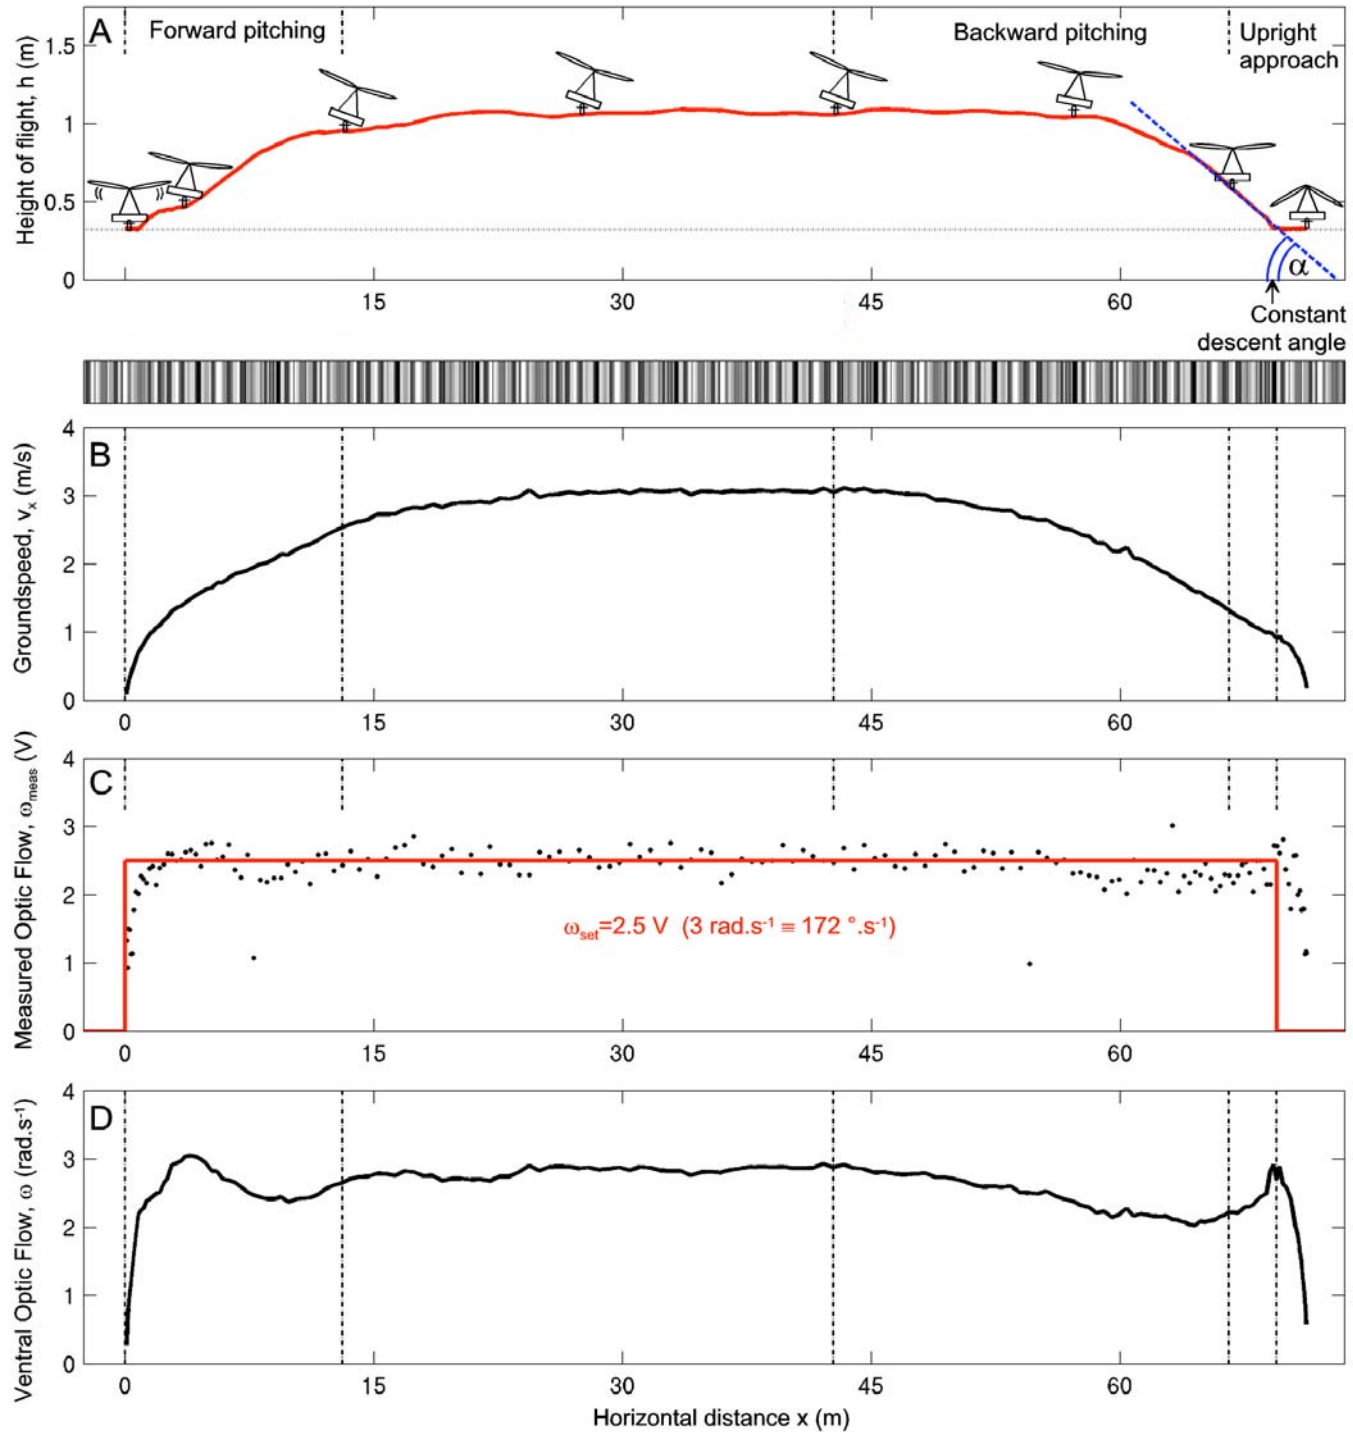 A
Forward pitching
Backward pitching
Upright
approach
Height of flight, h (m)
1.5
1
0.5
0
15
30
45
60
α
Constant
descent angle
B
Groundspeed, vx (m/s)
4
3
2
1
0
0
15
30
45
60
C
Measured Optic Flow, ωmeas (V)
4
3
2
1
0
ωset=2.5 V (3 rad.s-1 ≡ 172 °.s-1)
0
15
30
45
60
D
Ventral Optic Flow, ω (rad.s-1)
4
3
2
1
0
0
15
30
45
60
Horizontal distance x (m)